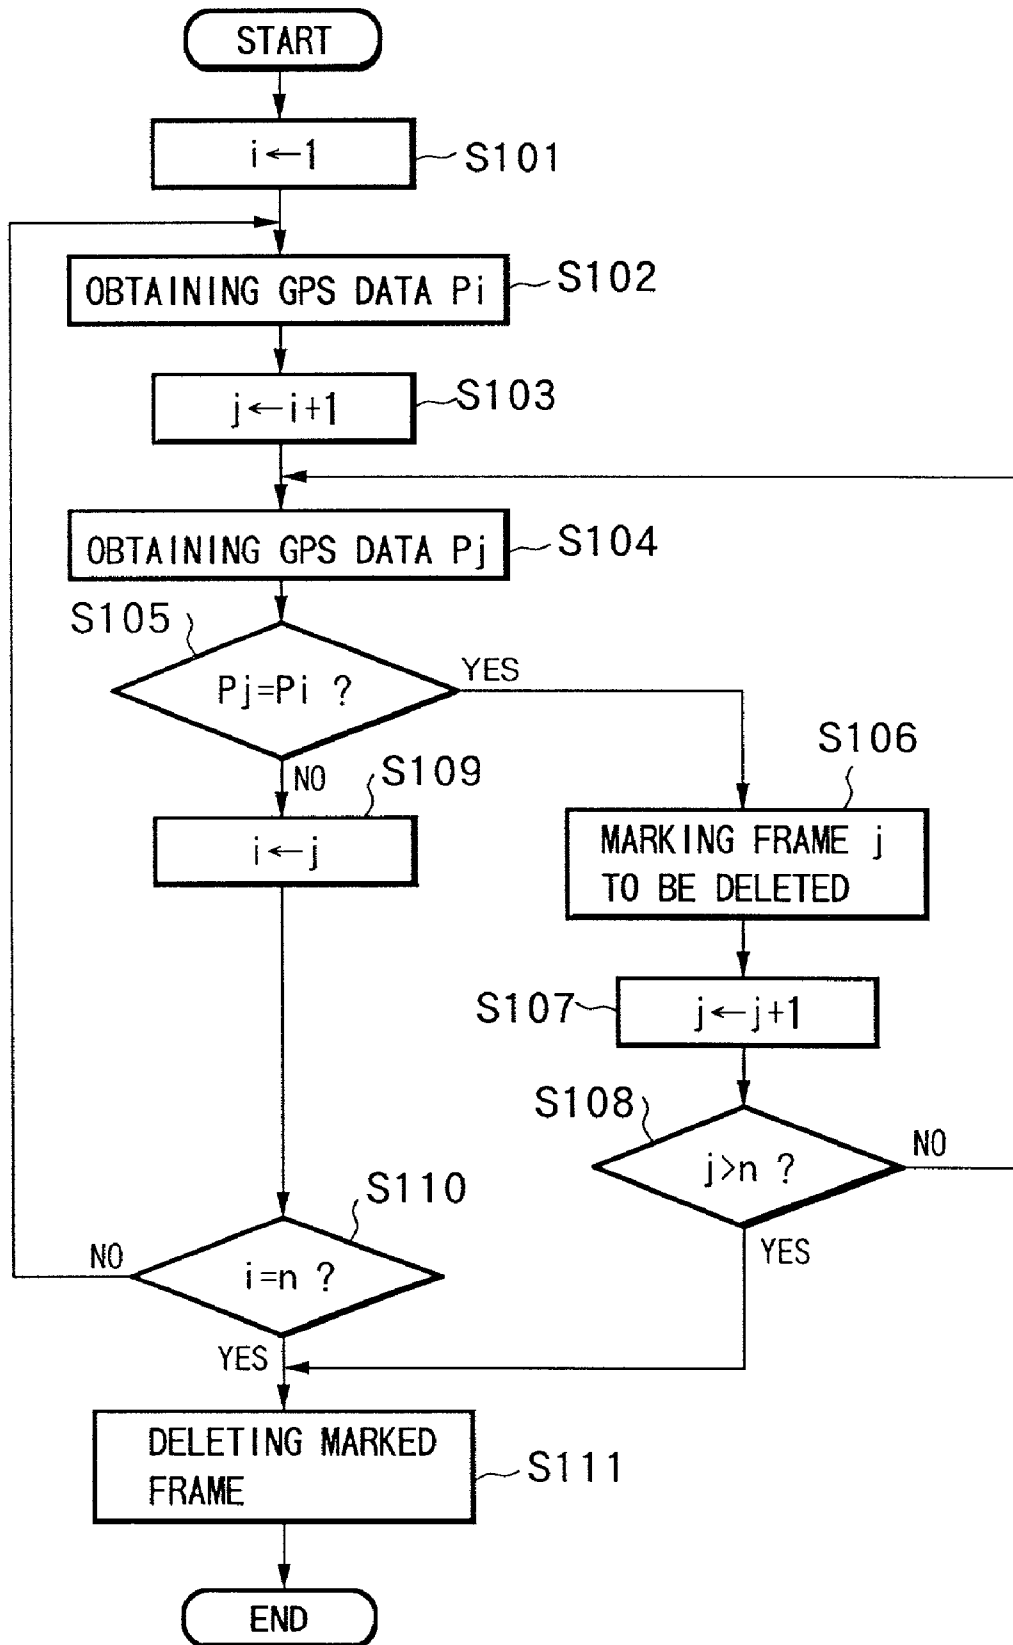 START
i←1
S101
OBTAINING GPS DATA Pi
S102
j←i+1
S103
OBTAINING GPS DATA Pj
S104
S105
Pj=Pi ?
YES
NO
S106
MARKING FRAME j
TO BE DELETED
S109
i←j
S107
j←j+1
S108
j>n ?
NO
YES
S110
i=n ?
NO
YES
DELETING MARKED
FRAME
S111
END